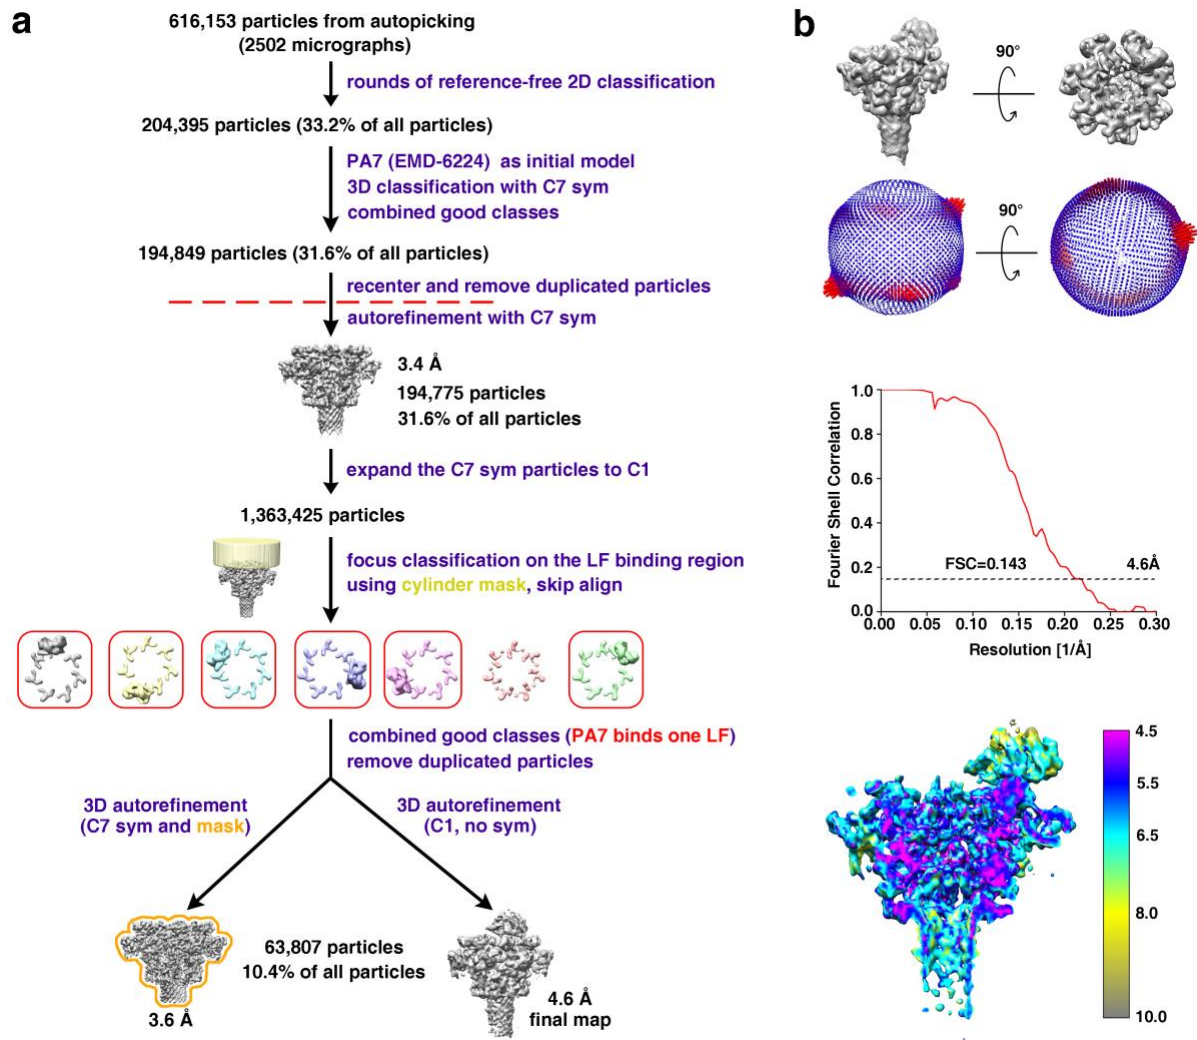 a
616,153 particles from autopicking
(2502 micrographs)
rounds of reference-free 2D classification
204,395 particles (33.2% of all particles)
PA7 (EMD-6224) as initial model
3D classification with C7 sym
combined good classes
194,849 particles (31.6% of all particles)
recenter and remove duplicated particles
autorefinement with C7 sym
3.4 Å
194,775 particles
31.6% of all particles
expand the C7 sym particles to C1
1,363,425 particles
focus classification on the LF binding region
using cylinder mask, skip align
combined good classes (PA7 binds one LF)
remove duplicated particles
3D autorefinement
(C7 sym and mask)
3D autorefinement
(C1, no sym)
63,807 particles
10.4% of all particles
3.6 Å
4.6 Å
final map
b
90°
90°
Fourier Shell Correlation
1.0
0.8
0.6
0.4
0.2
0.0
FSC=0.143
4.6Å
0.00
0.05
0.10
0.15
0.20
0.25
0.30
Resolution [1/Å]
4.5
5.5
6.5
8.0
10.0